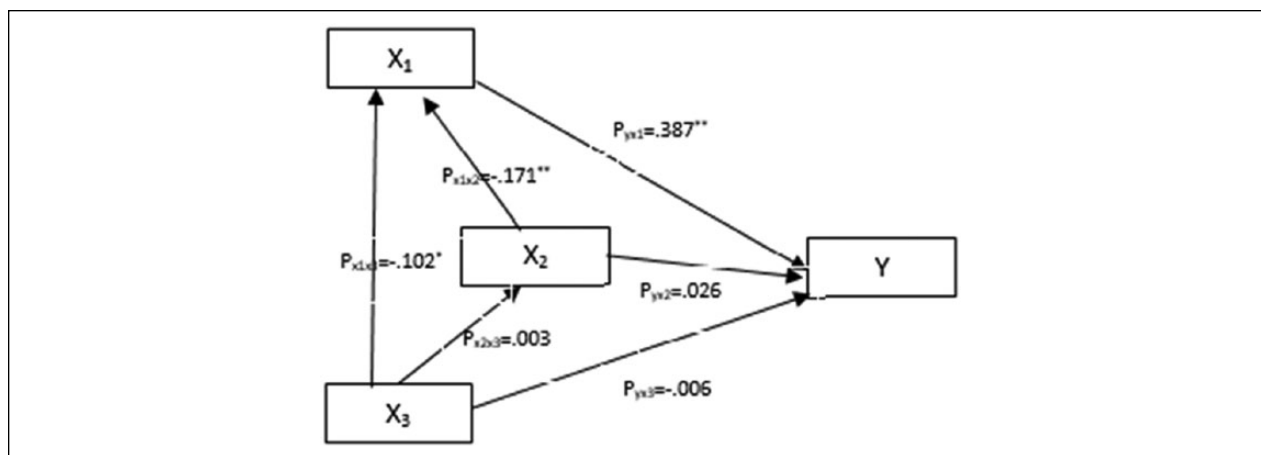 X₁
Pyx1=.387**
Px1x2=-.171**
X₂
Y
Px1x3=-.102*
Pyx2=.026
Px2x3=.003
Pyx3=-.006
X₃